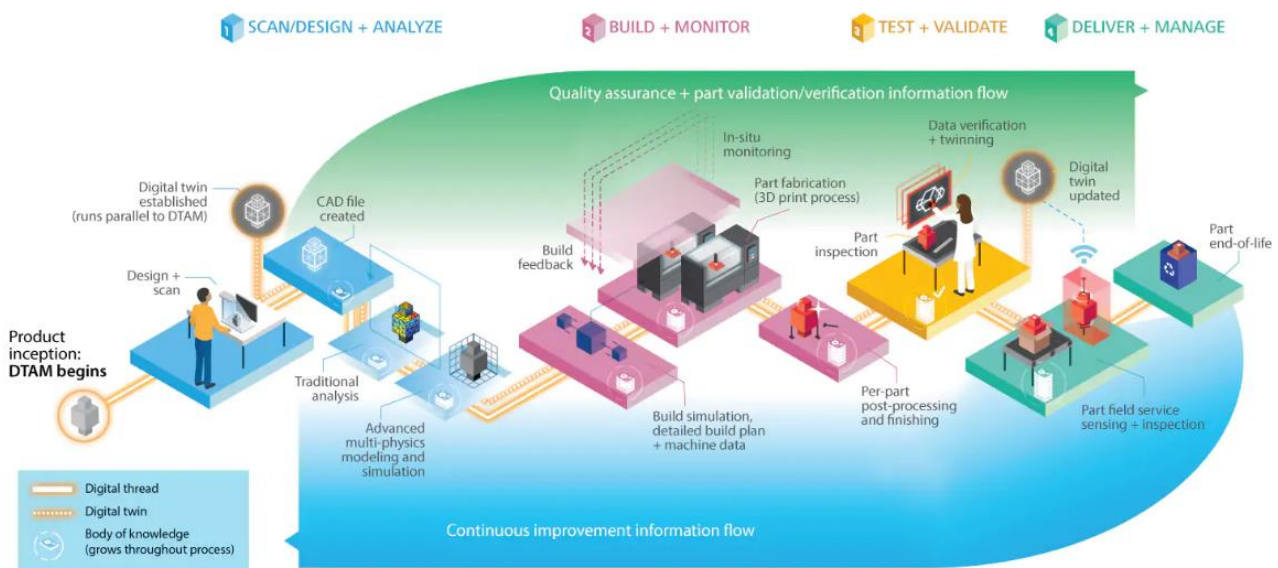 1 SCAN/DESIGN + ANALYZE
2 BUILD + MONITOR
3 TEST + VALIDATE
4 DELIVER + MANAGE
Quality assurance + part validation/verification information flow
Product
inception:
DTAM begins
Design +
scan
Digital twin
established
(runs parallel to DTAM)
CAD file
created
Traditional
analysis
Advanced
multi-physics
modeling and
simulation
Build
feedback
In-situ
monitoring
Part fabrication
(3D print process)
Build simulation,
detailed build plan
+ machine data
Per-part
post-processing
and finishing
Part
inspection
Data verification
+ twinning
Digital
twin
updated
Part field service
sensing + inspection
Part
end-of-life
Continuous improvement information flow
Digital thread
Digital twin
Body of knowledge
(grows throughout process)